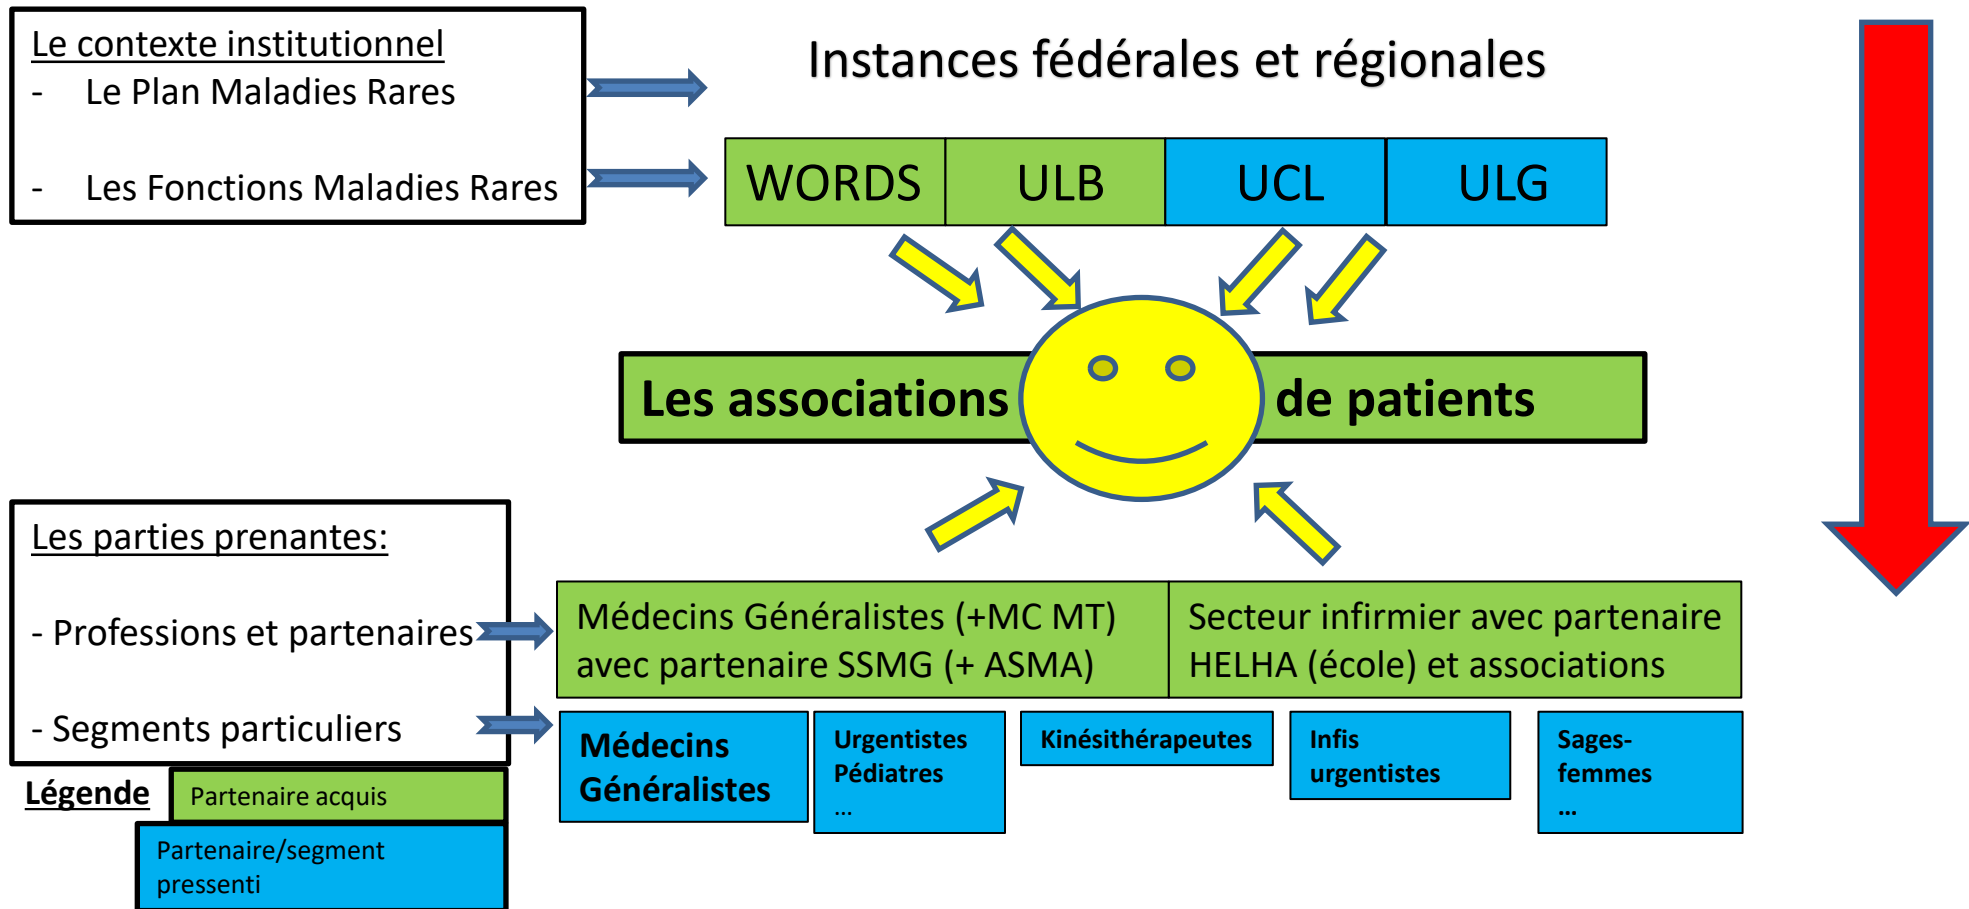 Le contexte institutionnel
- Le Plan Maladies Rares
- Les Fonctions Maladies Rares
Instances fédérales et régionales
WORDS ULB UCL ULG
Les associations de patients
Les parties prenantes:
- Professions et partenaires
- Segments particuliers
Médecins Généralistes (+MC MT)
avec partenaire SSMG (+ ASMA)
Secteur infirmier avec partenaire
HELHA (école) et associations
Médecins
Généralistes
Urgentistes
Pédiatres
...
Kinésithérapeutes
Infis
urgentistes
Sages-
femmes
...
Légende
Partenaire acquis
Partenaire/segment
pressenti